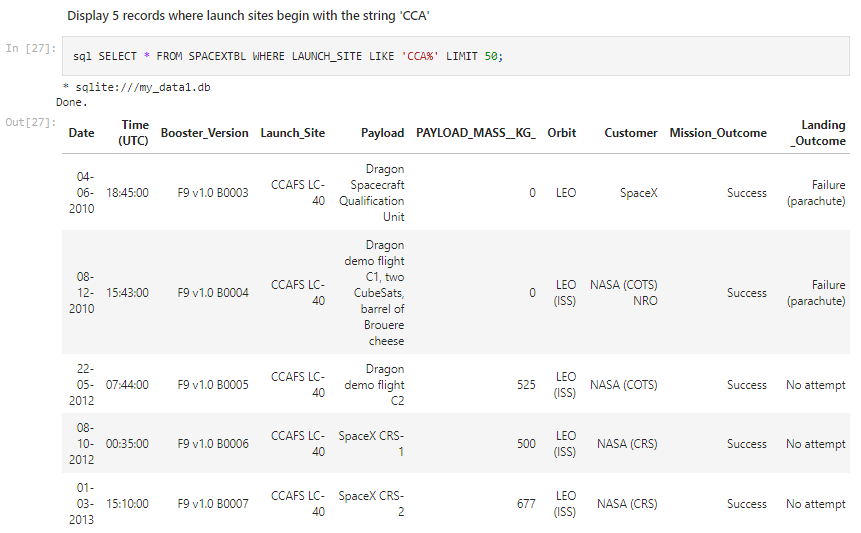 Display 5 records where launch sites begin with the string 'CCA'
In [27]: sql SELECT * FROM SPACEXTBL WHERE LAUNCH_SITE LIKE 'CCA%' LIMIT 50;
* sqlite:///my_data1.db
Done.
Out[27]:
Date Time (UTC) Booster_Version Launch_Site Payload PAYLOAD_MASS__KG_ Orbit Customer Mission_Outcome Landing _Outcome
04-06-2010 18:45:00 F9 v1.0 B0003 CCAFS LC-40 Dragon Spacecraft Qualification Unit 0 LEO SpaceX Success Failure (parachute)
08-12-2010 15:43:00 F9 v1.0 B0004 CCAFS LC-40 Dragon demo flight C1, two CubeSats, barrel of Brouere cheese 0 LEO (ISS) NASA (COTS) NRO Success Failure (parachute)
22-05-2012 07:44:00 F9 v1.0 B0005 CCAFS LC-40 Dragon demo flight C2 525 LEO (ISS) NASA (COTS) Success No attempt
08-10-2012 00:35:00 F9 v1.0 B0006 CCAFS LC-40 SpaceX CRS-1 500 LEO (ISS) NASA (CRS) Success No attempt
01-03-2013 15:10:00 F9 v1.0 B0007 CCAFS LC-40 SpaceX CRS-2 677 LEO (ISS) NASA (CRS) Success No attempt